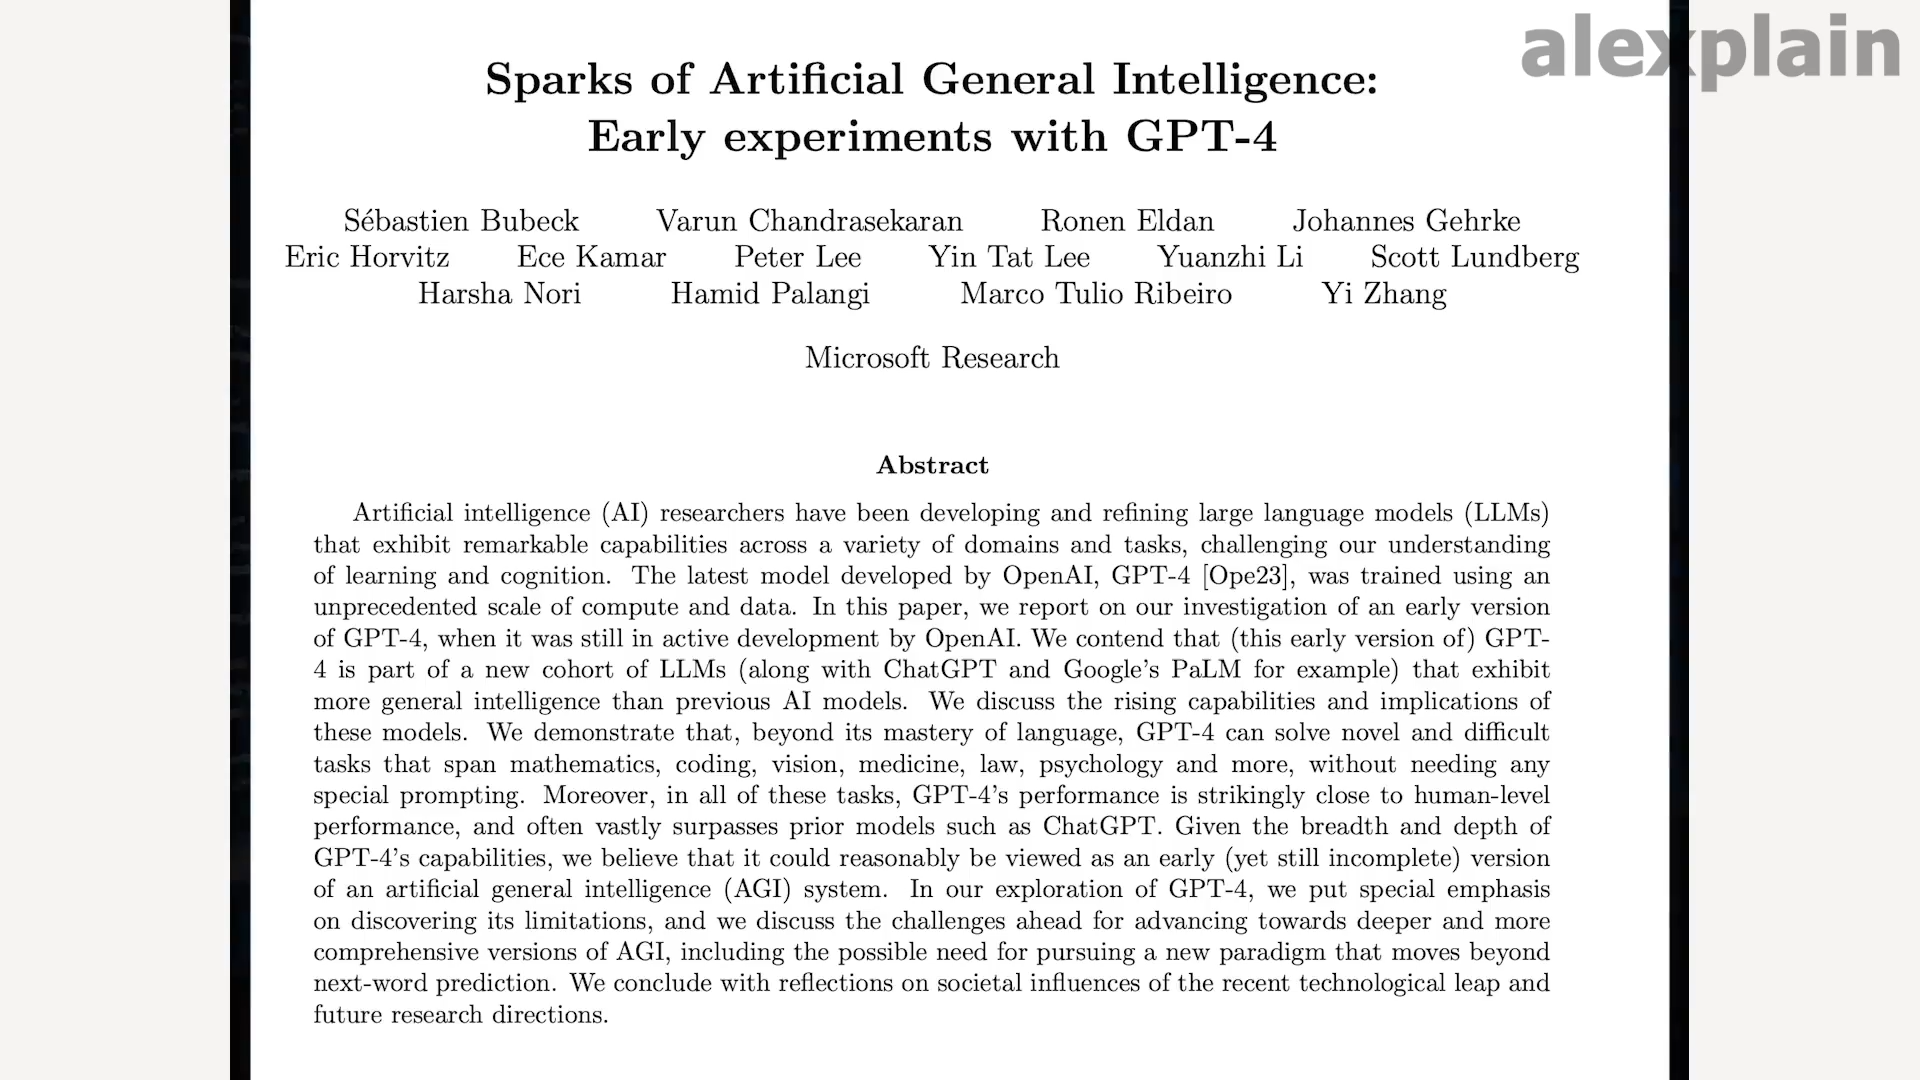 alexplain
Sparks of Artificial General Intelligence:
Early experiments with GPT-4
Sébastien Bubeck Varun Chandrasekaran Ronen Eldan Johannes Gehrke
Eric Horvitz Ece Kamar Peter Lee Yin Tat Lee Yuanzhi Li Scott Lundberg
Harsha Nori Hamid Palangi Marco Tulio Ribeiro Yi Zhang
Microsoft Research
Abstract
Artificial intelligence (AI) researchers have been developing and refining large language models (LLMs)
that exhibit remarkable capabilities across a variety of domains and tasks, challenging our understanding
of learning and cognition. The latest model developed by OpenAI, GPT-4 [Ope23], was trained using an
unprecedented scale of compute and data. In this paper, we report on our investigation of an early version
of GPT-4, when it was still in active development by OpenAI. We contend that (this early version of) GPT-
4 is part of a new cohort of LLMs (along with ChatGPT and Google's PaLM for example) that exhibit
more general intelligence than previous AI models. We discuss the rising capabilities and implications of
these models. We demonstrate that, beyond its mastery of language, GPT-4 can solve novel and difficult
tasks that span mathematics, coding, vision, medicine, law, psychology and more, without needing any
special prompting. Moreover, in all of these tasks, GPT-4's performance is strikingly close to human-level
performance, and often vastly surpasses prior models such as ChatGPT. Given the breadth and depth of
GPT-4's capabilities, we believe that it could reasonably be viewed as an early (yet still incomplete) version
of an artificial general intelligence (AGI) system. In our exploration of GPT-4, we put special emphasis
on discovering its limitations, and we discuss the challenges ahead for advancing towards deeper and more
comprehensive versions of AGI, including the possible need for pursuing a new paradigm that moves beyond
next-word prediction. We conclude with reflections on societal influences of the recent technological leap and
future research directions.